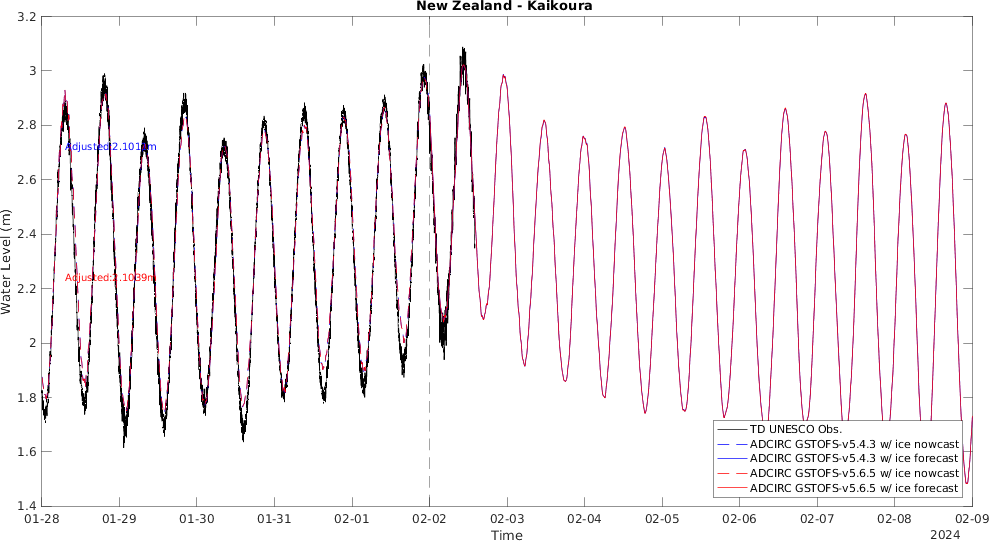 New Zealand - Kaikoura
Water Level (m)
3.2
3
2.8
2.6
2.4
2.2
2
1.8
1.6
1.4
Adjusted:2.1039m
TD UNESCO Obs.
ADCIRC GSTOFS-v5.4.3 w/ ice nowcast
ADCIRC GSTOFS-v5.4.3 w/ ice forecast
ADCIRC GSTOFS-v5.6.5 w/ ice nowcast
ADCIRC GSTOFS-v5.6.5 w/ ice forecast
01-28 01-29 01-30 01-31 02-01 02-02 02-03 02-04 02-05 02-06 02-07 02-08 02-09
Time
2024